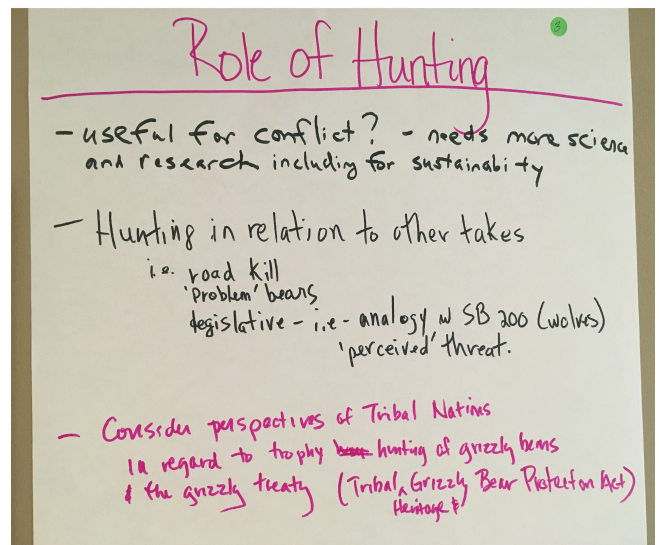 3
Role of Hunting
- useful for conflict? - needs more science
and research including for sustainability
- Hunting in relation to other takes
i.e. road kill
'Problem' bears
legislative - i,e - analogy w SB 200 (wolves)
'perceived' threat.
- Consider perspectives of Tribal Nations
in regard to trophy hunting of grizzly bears
& the grizzly treaty (Tribal ^ Grizzly Bear Protection Act)
Heritage &